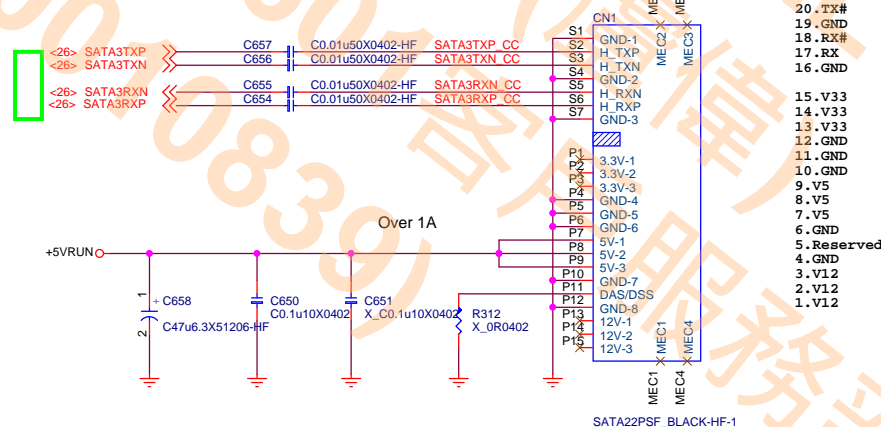 CN1
MEC2
MEC3
<26> SATA3TXP C657 C0.01u50X0402-HF SATA3TXP_CC S2 H_TXP
<26> SATA3TXN C656 C0.01u50X0402-HF SATA3TXN_CC S3 H_TXN
<26> SATA3RXN C655 C0.01u50X0402-HF SATA3RXN_CC S5 H_RXN
<26> SATA3RXP C654 C0.01u50X0402-HF SATA3RXP_CC S6 H_RXP
S1 GND-1
S4 GND-2
S7 GND-3
P1 3.3V-1
P2 3.3V-2
P3 3.3V-3
P4 GND-4
P5 GND-5
P6 GND-6
P7 5V-1
P8 5V-2
P9 5V-3
P10 GND-7
P11 DAS/DSS
P12 GND-8
P13 12V-1
P14 12V-2
P15 12V-3
Over 1A
+5VRUN
1 + C658
2 C47u6.3X51206-HF
C650
C0.1u10X0402
C651
X_C0.1u10X0402
R312
X_0R0402
MEC1
MEC4
MEC1
MEC4
SATA22PSF_BLACK-HF-1
20.TX#
19.GND
18.RX#
17.RX
16.GND
15.V33
14.V33
13.V33
12.GND
11.GND
10.GND
9.V5
8.V5
7.V5
6.GND
5.Reserved
4.GND
3.V12
2.V12
1.V12